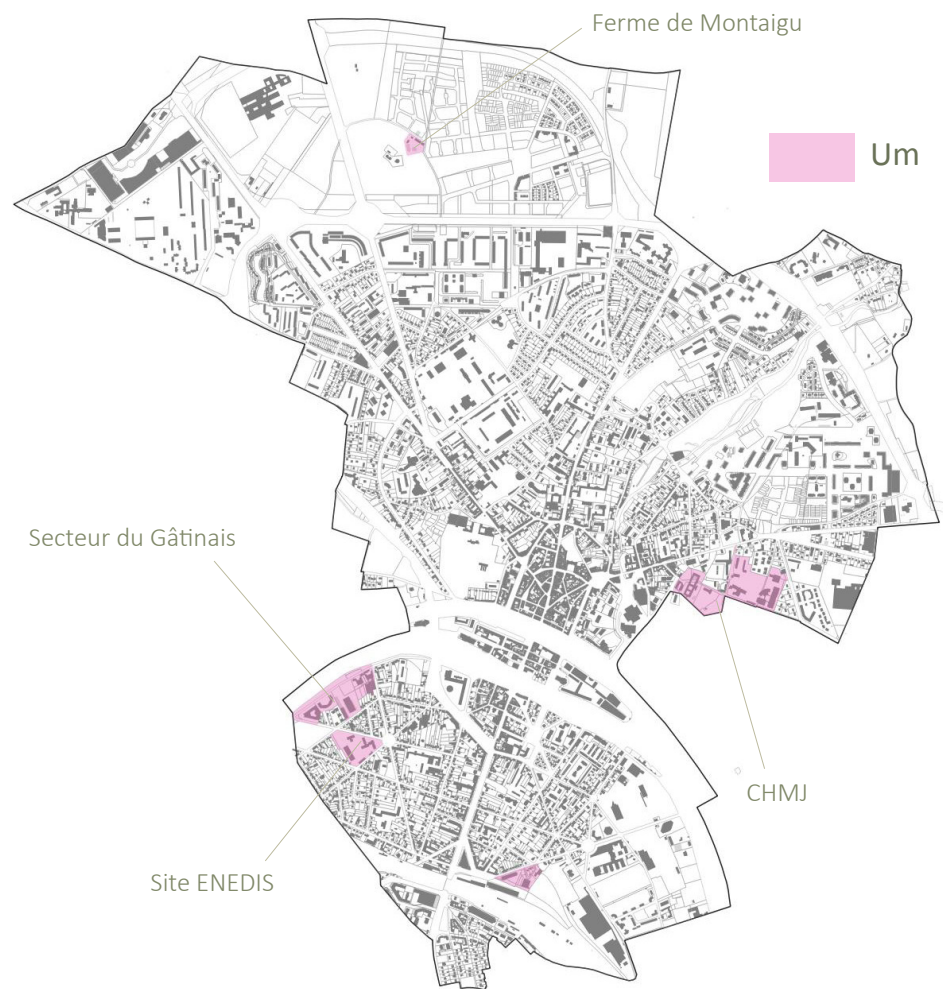 Ferme de Montaigu
Um
Secteur du Gâtinais
CHMJ
Site ENEDIS